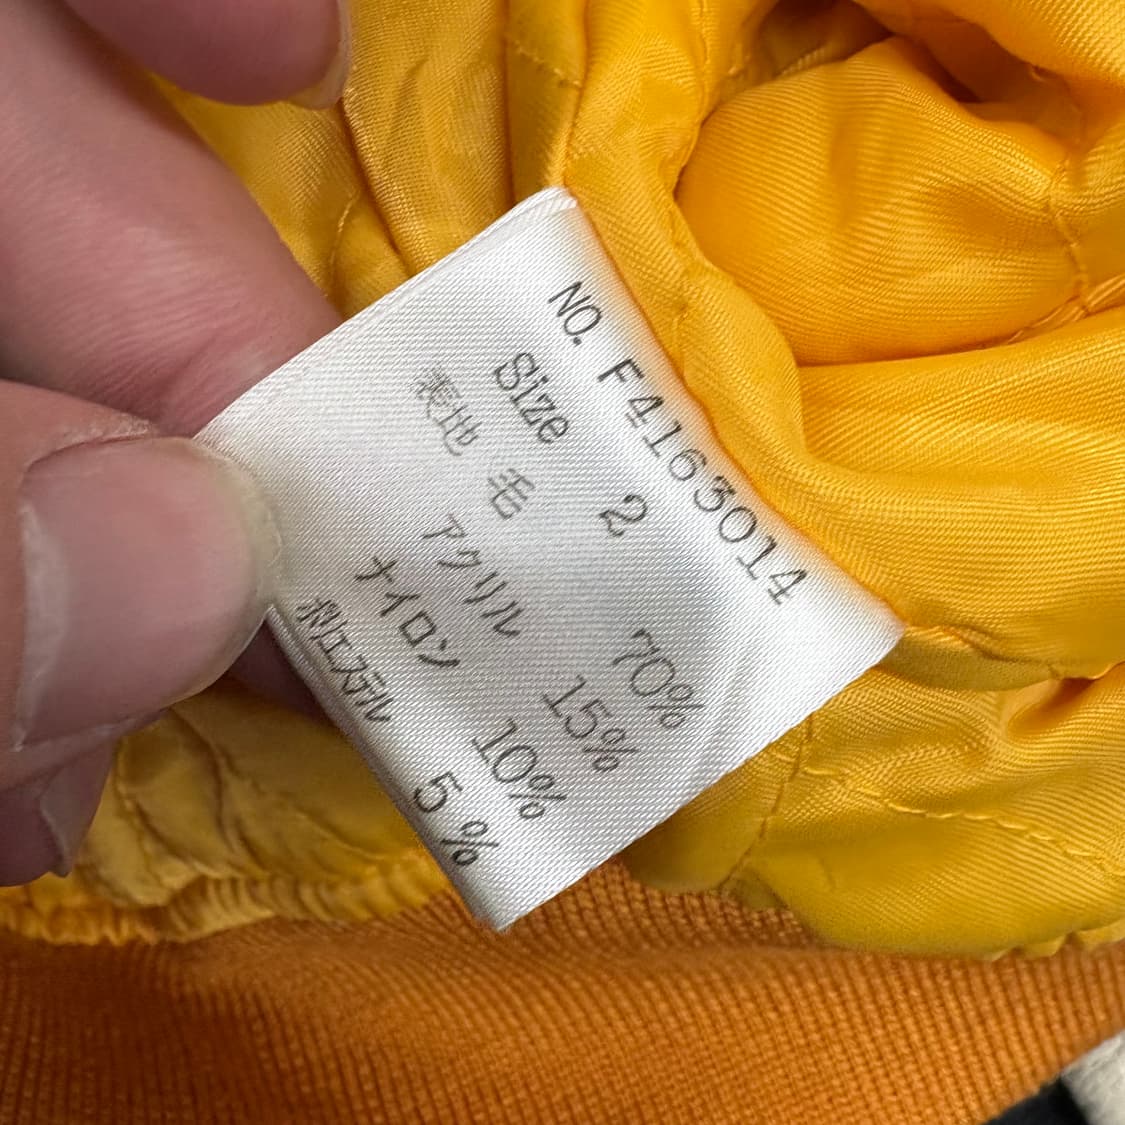 NO. F4163014
Size 2
表地 毛 70%
アクリル 15%
ナイロン 10%
ポリエステル 5%